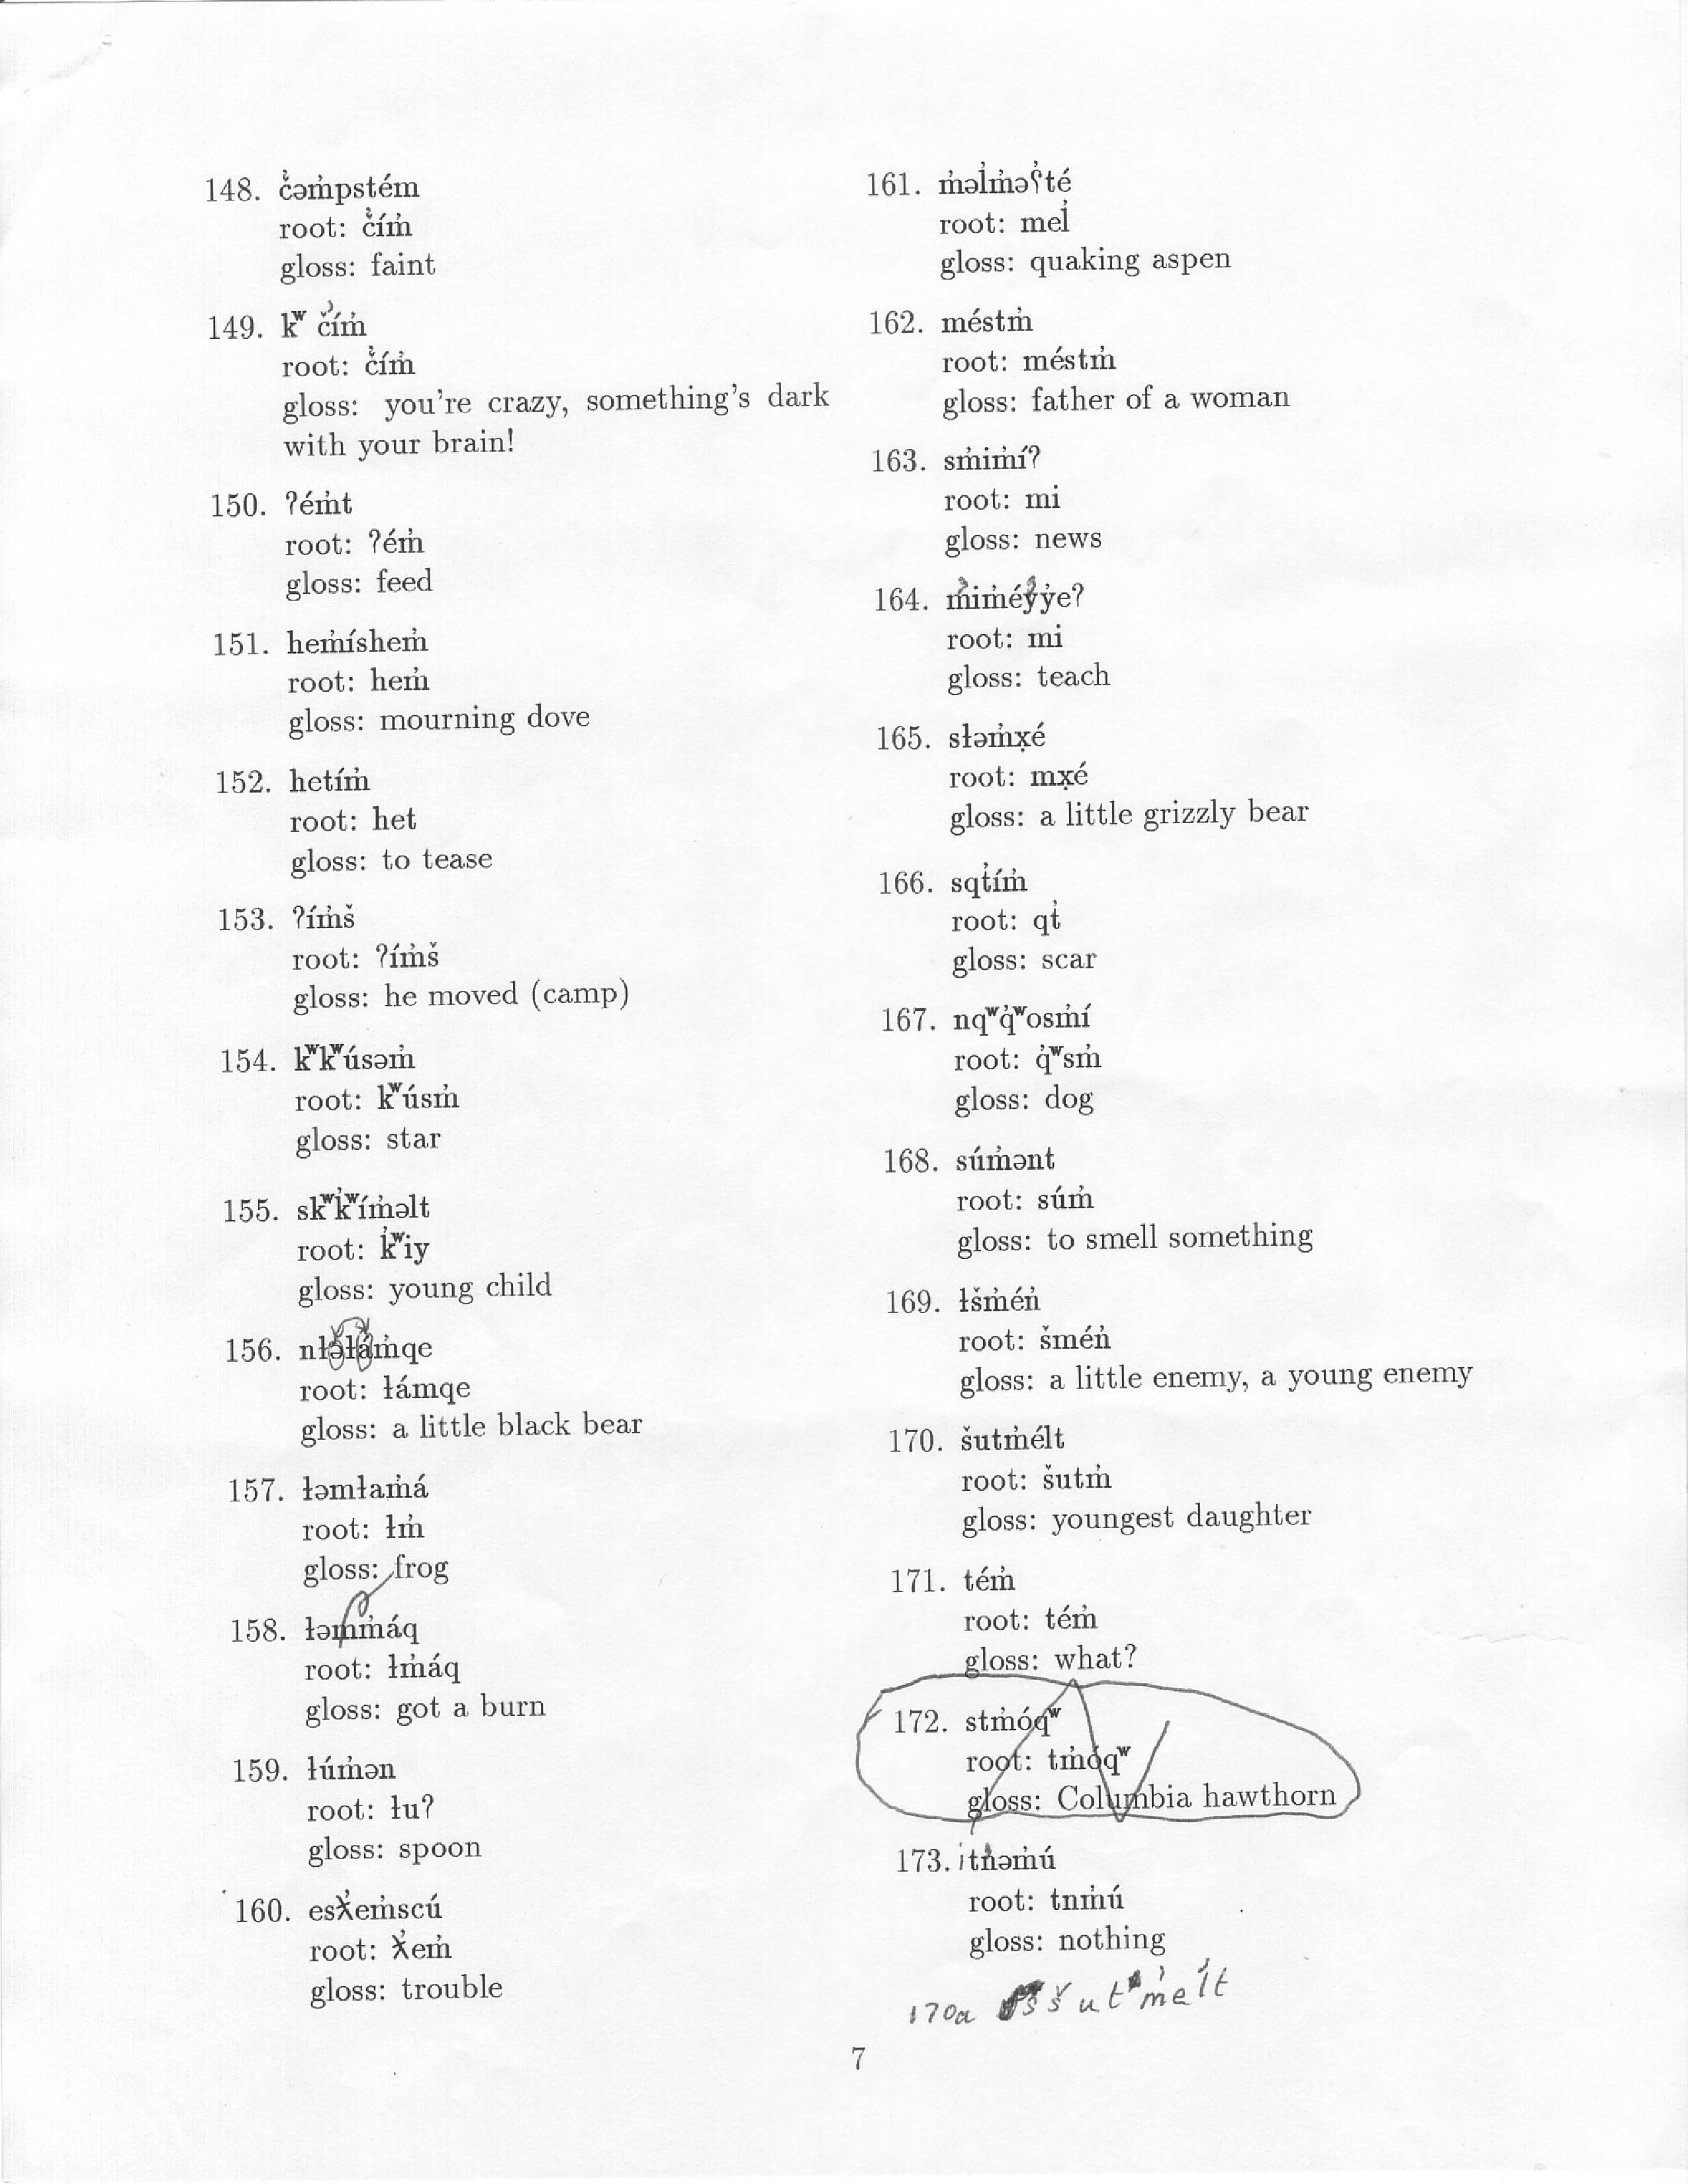 148. č̓əm̓pstém
root: č̓ím̓
gloss: faint
149. kʷ č̓ím̓
root: č̓ím̓
gloss: you're crazy, something's dark
with your brain!
150. ʔém̓t
root: ʔém̓
gloss: feed
151. hem̓íshem̓
root: hem̓
gloss: mourning dove
152. hetím̓
root: het
gloss: to tease
153. ʔím̓š
root: ʔím̓š
gloss: he moved (camp)
154. kʷkʷúsəm̓
root: kʷúsm̓
gloss: star
155. skʷk̓ʷím̓əlt
root: k̓ʷiy
gloss: young child
156. nłəłám̓qe
root: łámqe
gloss: a little black bear
157. łəmłam̓á
root: łm̓
gloss: frog
158. łəmm̓áq
root: łm̓áq
gloss: got a burn
159. łúm̓ən
root: łuʔ
gloss: spoon
160. esƛ̓em̓scú
root: ƛ̓em̓
gloss: trouble
161. m̓əl̓m̓əʕ̓té
root: mel̓
gloss: quaking aspen
162. méstm̓
root: méstm̓
gloss: father of a woman
163. sm̓im̓íʔ
root: mi
gloss: news
164. m̓im̓éy̓y̓eʔ
root: mi
gloss: teach
165. słəm̓x̣é
root: mx̣é
gloss: a little grizzly bear
166. sqt̓ím̓
root: qt̓
gloss: scar
167. nqʷq̓ʷosm̓í
root: q̓ʷsm̓
gloss: dog
168. súm̓ənt
root: súm̓
gloss: to smell something
169. łšm̓én̓
root: šmén̓
gloss: a little enemy, a young enemy
170. šutm̓élt
root: šutm̓
gloss: youngest daughter
171. tém̓
root: tém̓
gloss: what?
172. stm̓óqʷ
root: tm̓óqʷ
gloss: Columbia hawthorn
173. itn̓əm̓ú
root: tnm̓ú
gloss: nothing
170a šutm̓élt
7